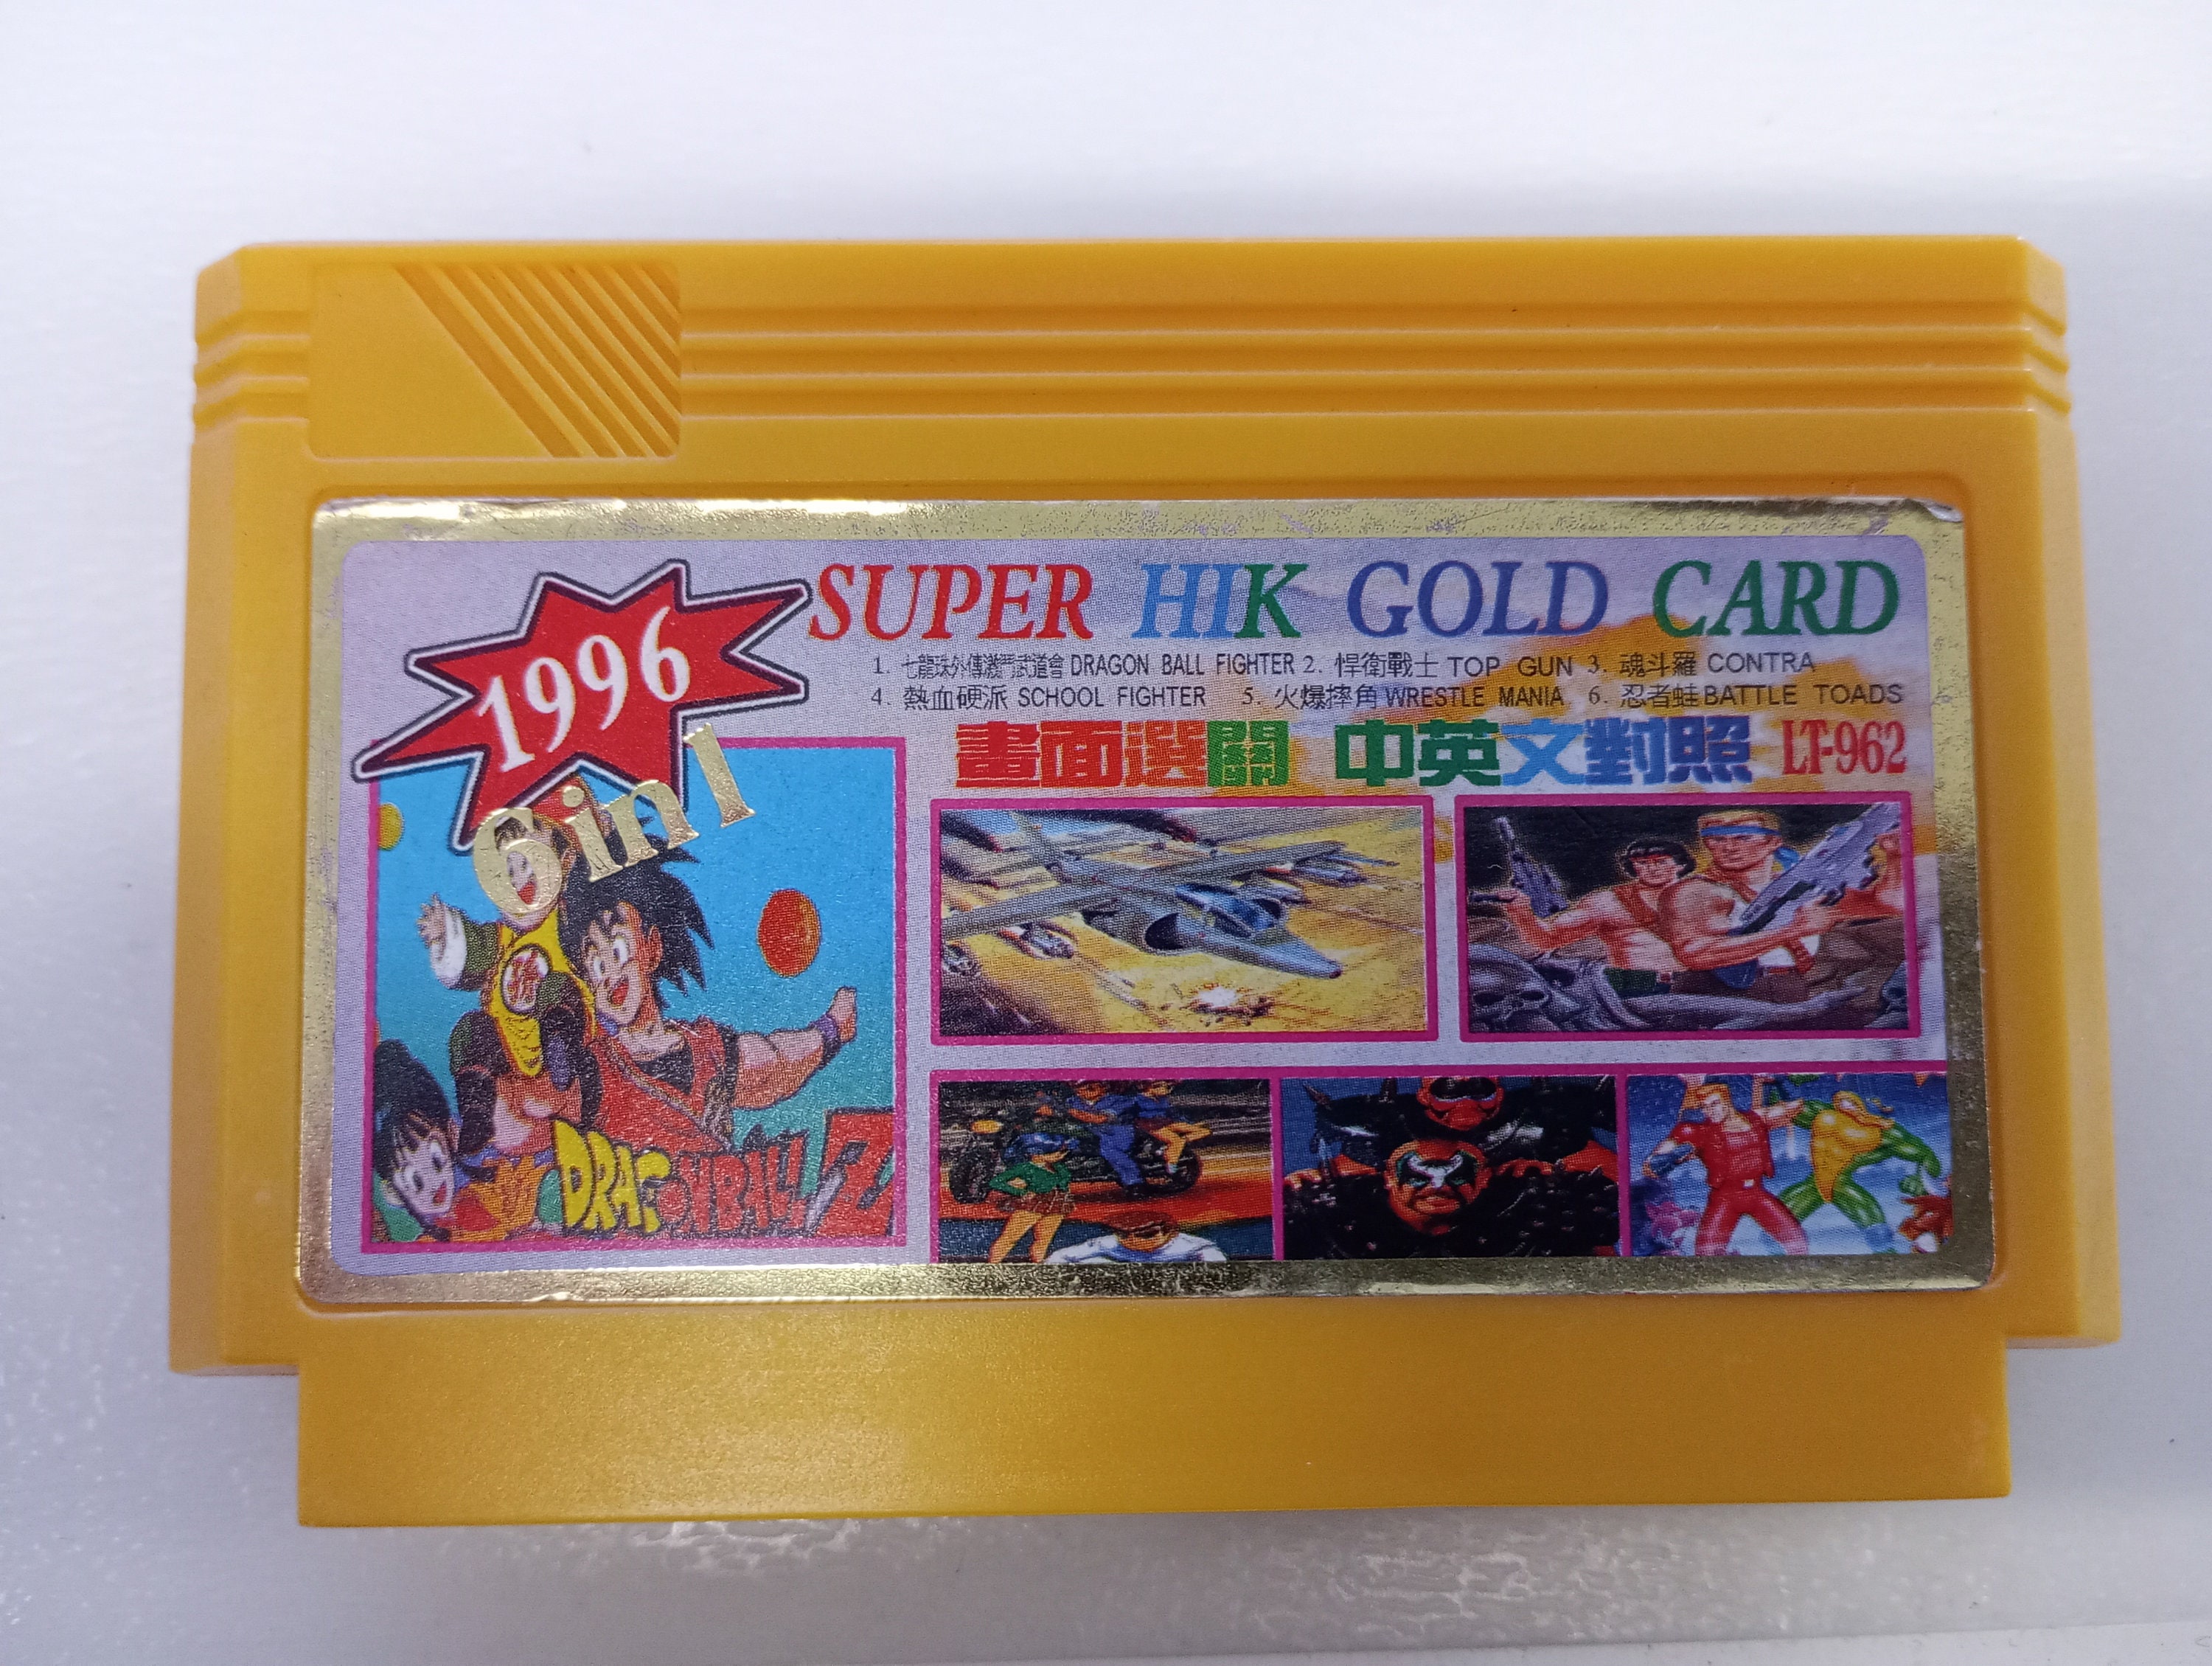 1996
SUPER HIK GOLD CARD
1. 七龍珠外傳激鬥武道會 DRAGON BALL FIGHTER 2. 悍衛戰士 TOP GUN 3. 魂斗羅 CONTRA
4. 熱血硬派 SCHOOL FIGHTER 5. 火爆摔角 WRESTLE MANIA 6. 忍者蛙 BATTLE TOADS
畫面選關 中英文對照 LT-962
6in1
DRAGONBALL Z